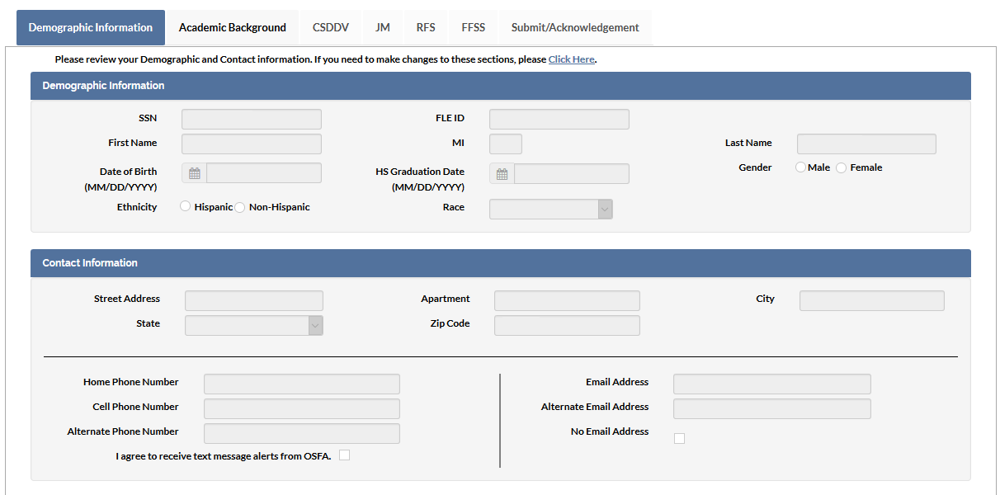 Demographic Information Academic Background CSDDV JM RFS FFSS Submit/Acknowledgement
Please review your Demographic and Contact information. If you need to make changes to these sections, please Click Here.
Demographic Information
SSN FLE ID
First Name MI Last Name
Date of Birth HS Graduation Date Gender Male Female
(MM/DD/YYYY) (MM/DD/YYYY)
Ethnicity Hispanic Non-Hispanic Race
Contact Information
Street Address Apartment City
State Zip Code
Home Phone Number Email Address
Cell Phone Number Alternate Email Address
Alternate Phone Number No Email Address
I agree to receive text message alerts from OSFA.